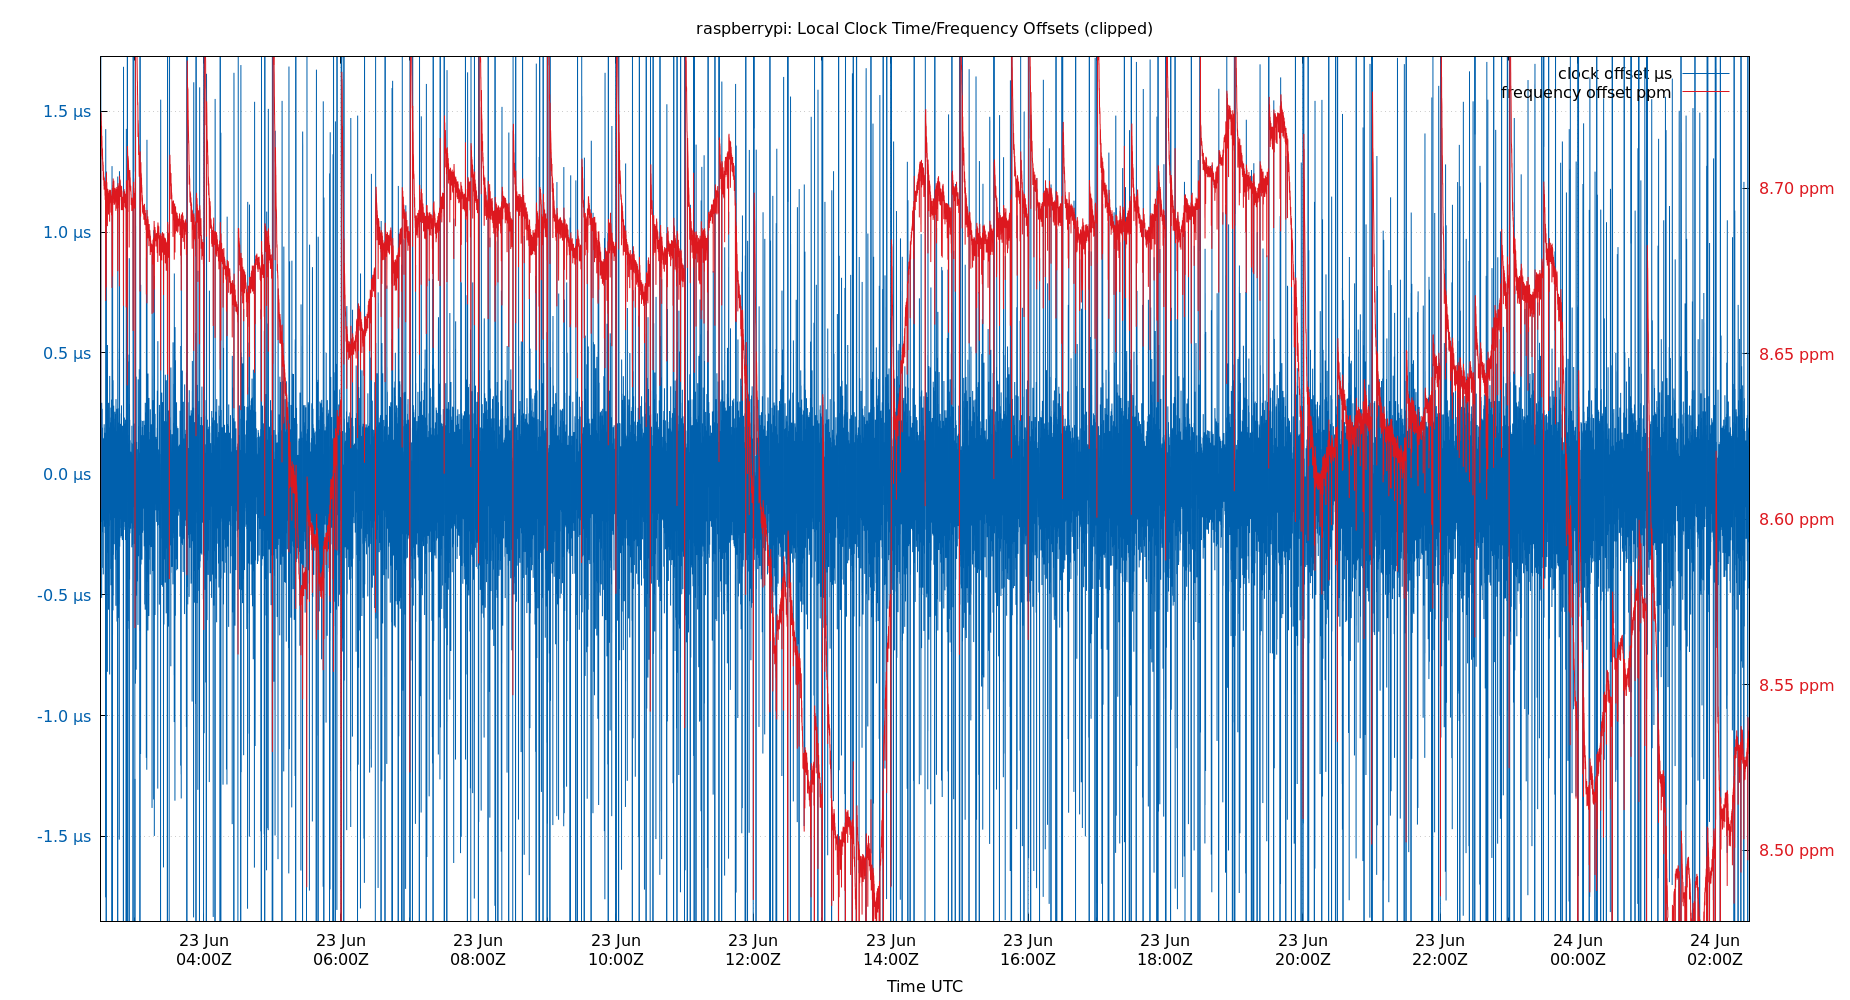 raspberrypi: Local Clock Time/Frequency Offsets (clipped)
clock offset µs
frequency offset ppm
1.5 µs
1.0 µs
0.5 µs
0.0 µs
-0.5 µs
-1.0 µs
-1.5 µs
8.70 ppm
8.65 ppm
8.60 ppm
8.55 ppm
8.50 ppm
23 Jun 23 Jun 23 Jun 23 Jun 23 Jun 23 Jun 23 Jun 23 Jun 23 Jun 23 Jun 24 Jun 24 Jun
04:00Z 06:00Z 08:00Z 10:00Z 12:00Z 14:00Z 16:00Z 18:00Z 20:00Z 22:00Z 00:00Z 02:00Z
Time UTC